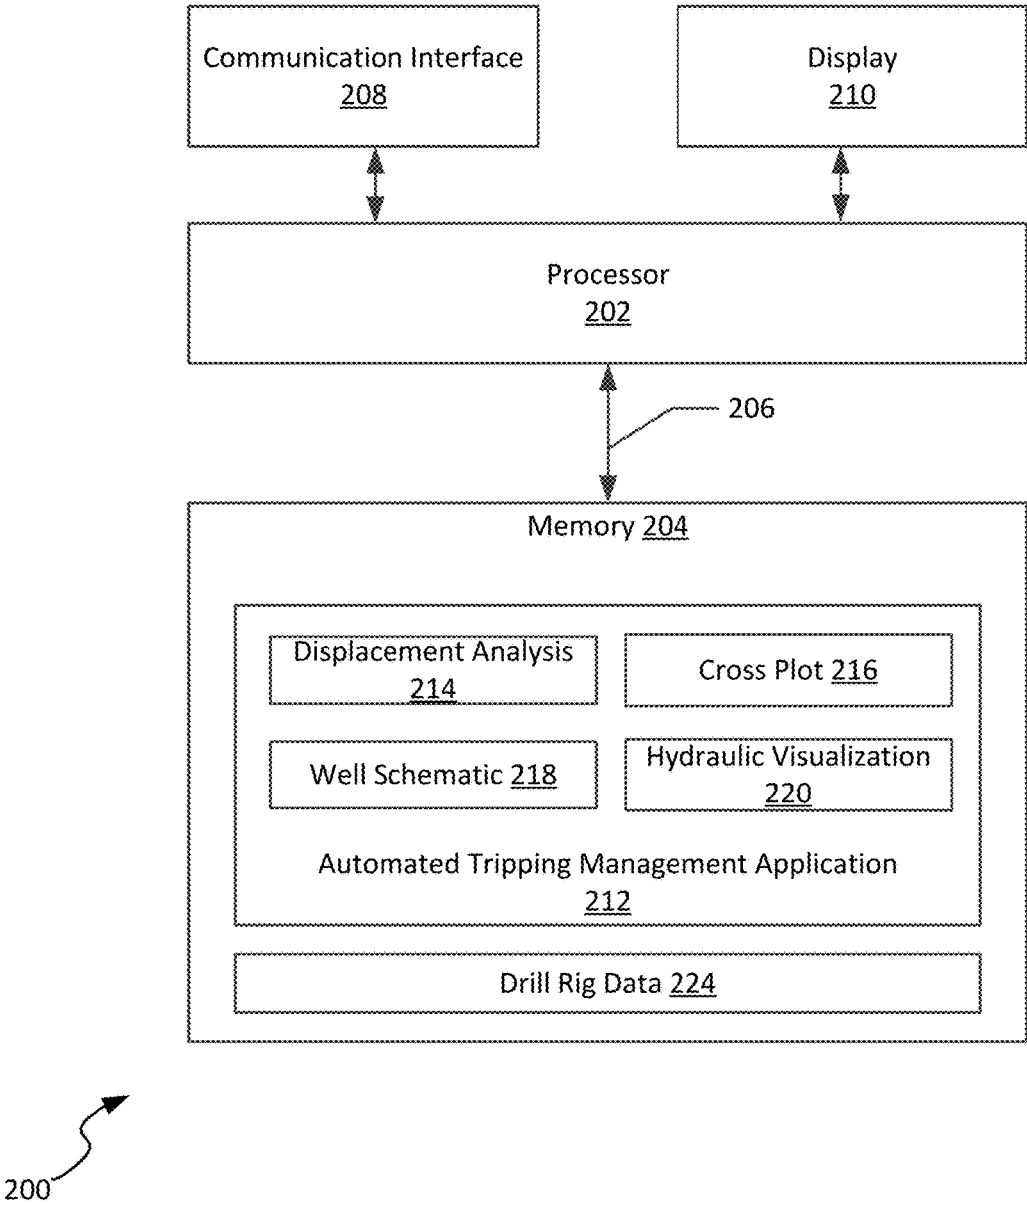 Communication Interface
208
Display
210
Processor
202
206
Memory 204
Displacement Analysis
214
Cross Plot 216
Well Schematic 218
Hydraulic Visualization
220
Automated Tripping Management Application
212
Drill Rig Data 224
200